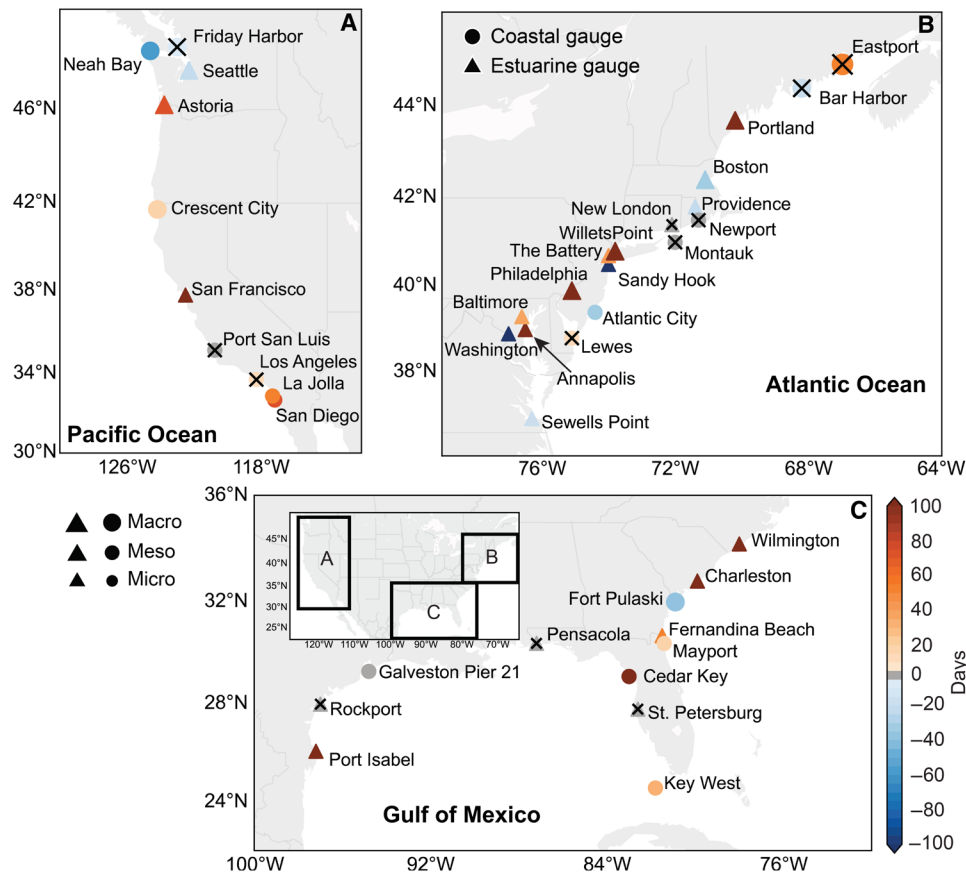 A
Friday Harbor
Neah Bay
Seattle
Astoria
Crescent City
San Francisco
Port San Luis
Los Angeles
La Jolla
San Diego
Pacific Ocean
46°N
42°N
38°N
34°N
30°N
126°W
118°W
B
Coastal gauge
Estuarine gauge
Eastport
Bar Harbor
Portland
Boston
Providence
New London
Newport
WilletsPoint
Montauk
The Battery
Sandy Hook
Philadelphia
Baltimore
Atlantic City
Washington
Lewes
Annapolis
Atlantic Ocean
Sewells Point
44°N
42°N
40°N
38°N
76°W
72°W
68°W
64°W
Macro
Meso
Micro
C
Wilmington
Charleston
Fort Pulaski
Fernandina Beach
Mayport
Pensacola
Galveston Pier 21
Cedar Key
Rockport
St. Petersburg
Port Isabel
Key West
Gulf of Mexico
36°N
32°N
28°N
24°N
100°W
92°W
84°W
76°W
A
B
C
45°N
40°N
35°N
30°N
25°N
120°W
110°W
100°W
90°W
80°W
70°W
100
80
60
40
20
0
−20
−40
−60
−80
−100
Days